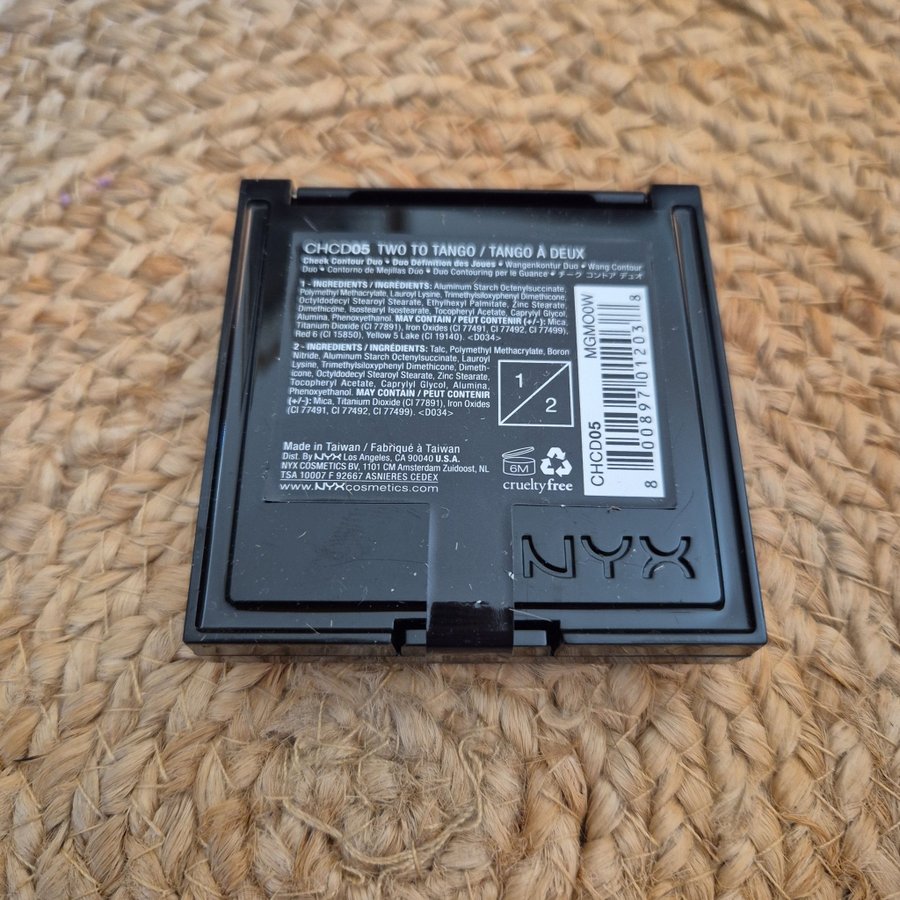 CHCD05 TWO TO TANGO / TANGO À DEUX
Cheek Contour Duo • Duo Définition des Joues • Wangenkontur Duo • Wang Contour
Duo • Contorno de Mejillas Dúo • Duo Contouring per le Guance • チーク コントア デュオ
1 - INGREDIENTS / INGRÉDIENTS: Aluminum Starch Octenylsuccinate,
Polymethyl Methacrylate, Lauroyl Lysine, Trimethylsiloxyphenyl Dimethicone,
Octyldodecyl Stearoyl Stearate, Ethylhexyl Palmitate, Zinc Stearate,
Dimethicone, Isostearyl Isostearate, Tocopheryl Acetate, Caprylyl Glycol,
Alumina, Phenoxyethanol. MAY CONTAIN / PEUT CONTENIR (+/-): Mica,
Titanium Dioxide (CI 77891), Iron Oxides (CI 77491, CI 77492, CI 77499),
Red 6 (CI 15850), Yellow 5 Lake (CI 19140). <D034>
2 - INGREDIENTS / INGRÉDIENTS: Talc, Polymethyl Methacrylate, Boron
Nitride, Aluminum Starch Octenylsuccinate, Lauroyl
Lysine, Trimethylsiloxyphenyl Dimethicone, Dimeth-
icone, Octyldodecyl Stearoyl Stearate, Zinc Stearate,
Tocopheryl Acetate, Caprylyl Glycol, Alumina,
Phenoxyethanol. MAY CONTAIN / PEUT CONTENIR
(+/-): Mica, Titanium Dioxide (CI 77891), Iron Oxides
(CI 77491, CI 77492, CI 77499). <D034>
1
2
Made in Taiwan / Fabriqué à Taiwan
Dist. By NYX Los Angeles, CA 90040 U.S.A.
NYX COSMETICS BV, 1101 CM Amsterdam Zuidoost, NL
TSA 10007 F 92667 ASNIERES CEDEX
www.NYXcosmetics.com
6M
cruelty free
CHCD05 MGMO0W
8 00897 01203 8
NYX